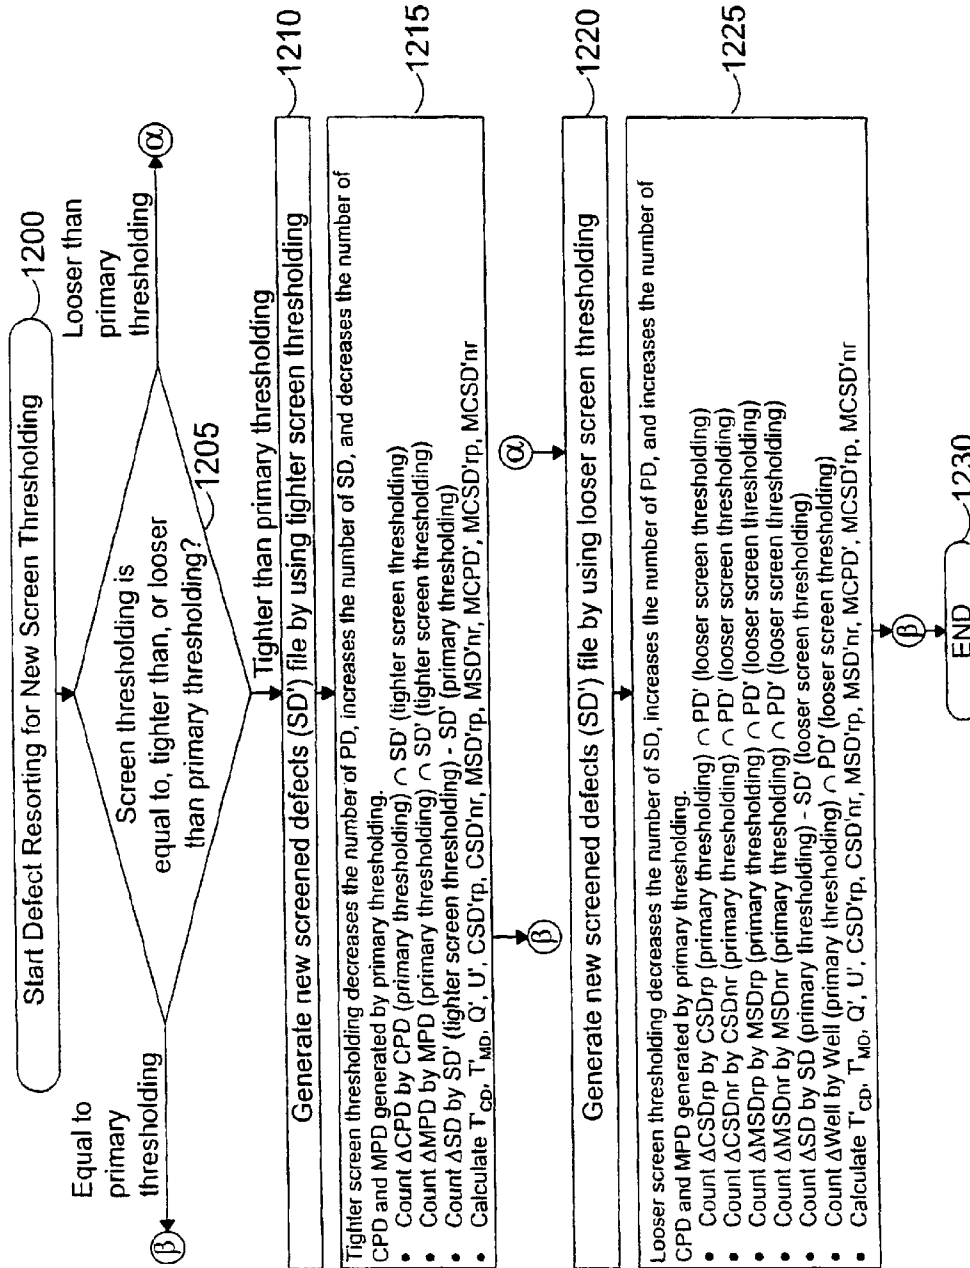 Start Defect Resorting for New Screen Thresholding
1200
Equal to
primary
thresholding
β
Screen thresholding is
equal to, tighter than, or looser
than primary thresholding?
1205
Looser than
primary
thresholding
α
Tighter than primary thresholding
1210
Generate new screened defects (SD') file by using tighter screen thresholding
1215
Tighter screen thresholding decreases the number of PD, increases the number of SD, and decreases the number of
CPD and MPD generated by primary thresholding.
• Count ΔCPD by CPD (primary thresholding) ∩ SD' (tighter screen thresholding)
• Count ΔMPD by MPD (primary thresholding) ∩ SD' (tighter screen thresholding)
• Count ΔSD by SD' (tighter screen thresholding) - SD' (primary thresholding)
• Calculate T'CD, T'MD, Q', U', CSD'rp, CSD'nr, MSD'rp, MSD'nr, MCPD', MCSD'rp, MCSD'nr
β
α
1220
Generate new screened defects (SD') file by using looser screen thresholding
1225
Looser screen thresholding decreases the number of SD, increases the number of PD, and increases the number of
CPD and MPD generated by primary thresholding.
• Count ΔCSDrp by CSDrp (primary thresholding) ∩ PD' (looser screen thresholding)
• Count ΔCSDnr by CSDnr (primary thresholding) ∩ PD' (looser screen thresholding)
• Count ΔMSDrp by MSDrp (primary thresholding) ∩ PD' (looser screen thresholding)
• Count ΔMSDnr by MSDnr (primary thresholding) ∩ PD' (looser screen thresholding)
• Count ΔSD by SD (primary thresholding) - SD' (looser screen thresholding)
• Count ΔWell by Well (primary thresholding) ∩ PD' (looser screen thresholding)
• Calculate T'CD, T'MD, Q', U', CSD'rp, CSD'nr, MSD'rp, MSD'nr, MCPD', MCSD'rp, MCSD'nr
β
END
1230